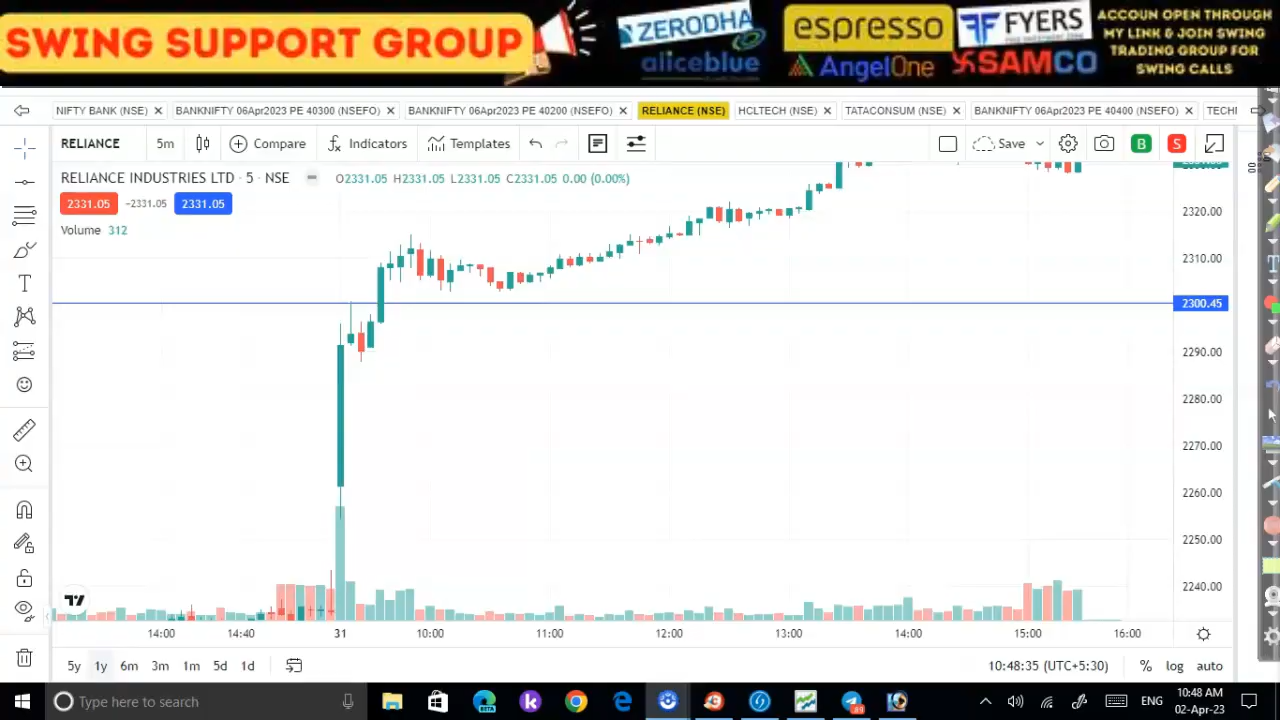 SWING SUPPORT GROUP
ZERODHA
aliceblue
espresso
AngelOne
FYERS
SAMCO
ACCOUN OPEN THROUGH
MY LINK & JOIN SWING
TRADING GROUP FOR
SWING CALLS
NIFTY BANK (NSE) BANKNIFTY 06Apr2023 PE 40300 (NSEFO) BANKNIFTY 06Apr2023 PE 40200 (NSEFO) RELIANCE (NSE) HCLTECH (NSE) TATACONSUM (NSE) BANKNIFTY 06Apr2023 PE 40400 (NSEFO) TECH
RELIANCE 5m Compare Indicators Templates Save B S
RELIANCE INDUSTRIES LTD · 5 · NSE O2331.05 H2331.05 L2331.05 C2331.05 0.00 (0.00%)
2331.05 −2331.05 2331.05
Volume 312
2320.00
2310.00
2300.45
2290.00
2280.00
2270.00
2260.00
2250.00
2240.00
14:00 14:40 31 10:00 11:00 12:00 13:00 14:00 15:00 16:00
5y 1y 6m 3m 1m 5d 1d 10:48:35 (UTC+5:30) % log auto
Type here to search
ENG
10:48 AM
02-Apr-23